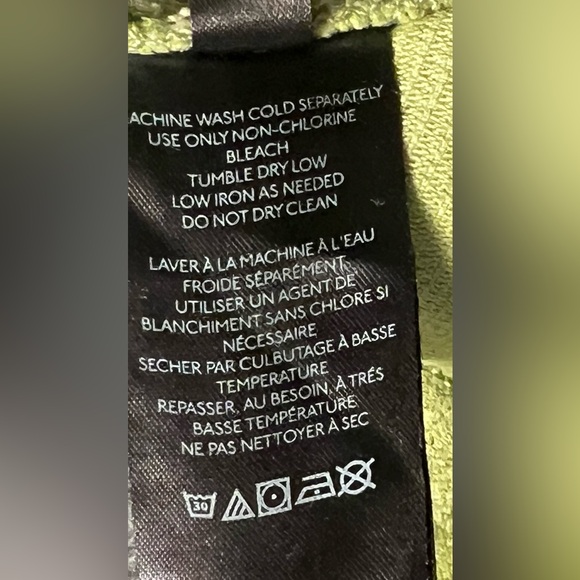 ACHINE WASH COLD SEPARATELY
USE ONLY NON-CHLORINE
BLEACH
TUMBLE DRY LOW
LOW IRON AS NEEDED
DO NOT DRY CLEAN
LAVER À LA MACHINE À L'EAU
FROIDE SÉPARÉMENT
UTILISER UN AGENT DE
BLANCHIMENT SANS CHLORE SI
NÉCESSAIRE
SECHER PAR CULBUTAGE À BASSE
TEMPERATURE
REPASSER, AU BESOIN, À TRÉS
BASSE TEMPÉRATURE
NE PAS NETTOYER À SEC
30